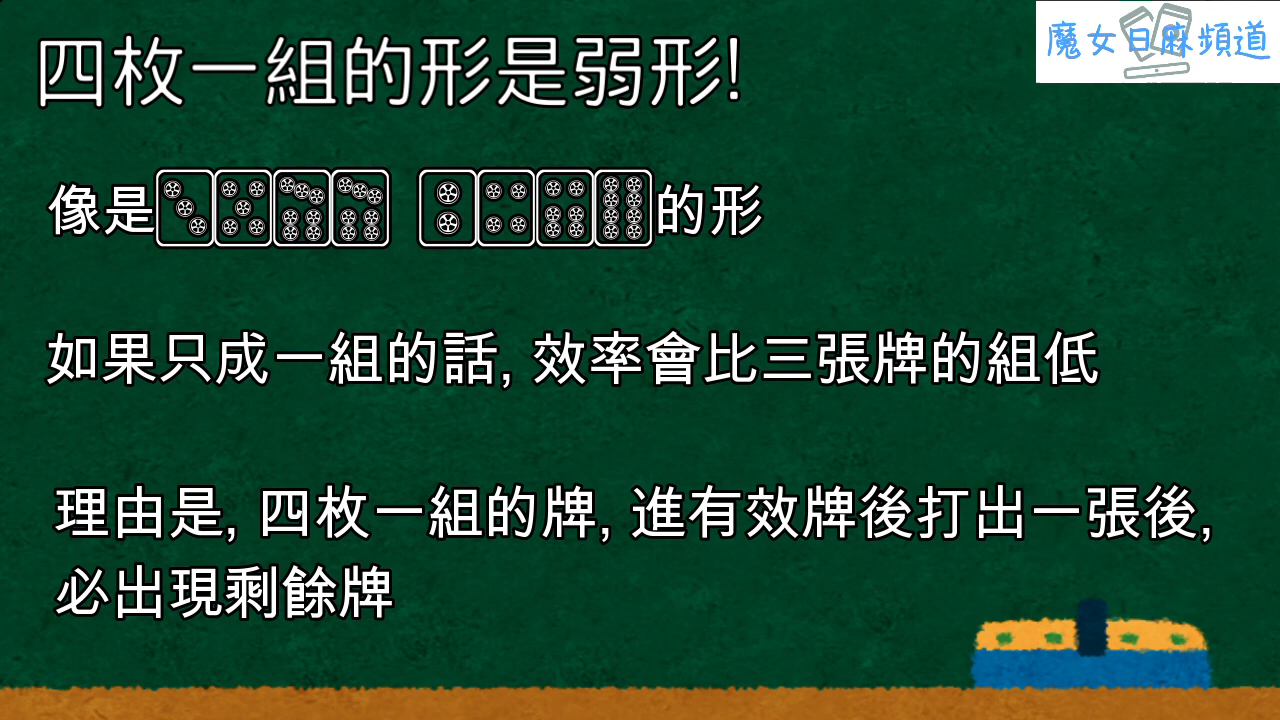 四枚一組的形是弱形!
魔女日麻頻道
像是 的形
如果只成一組的話, 效率會比三張牌的組低
理由是, 四枚一組的牌, 進有效牌後打出一張後,
必出現剩餘牌